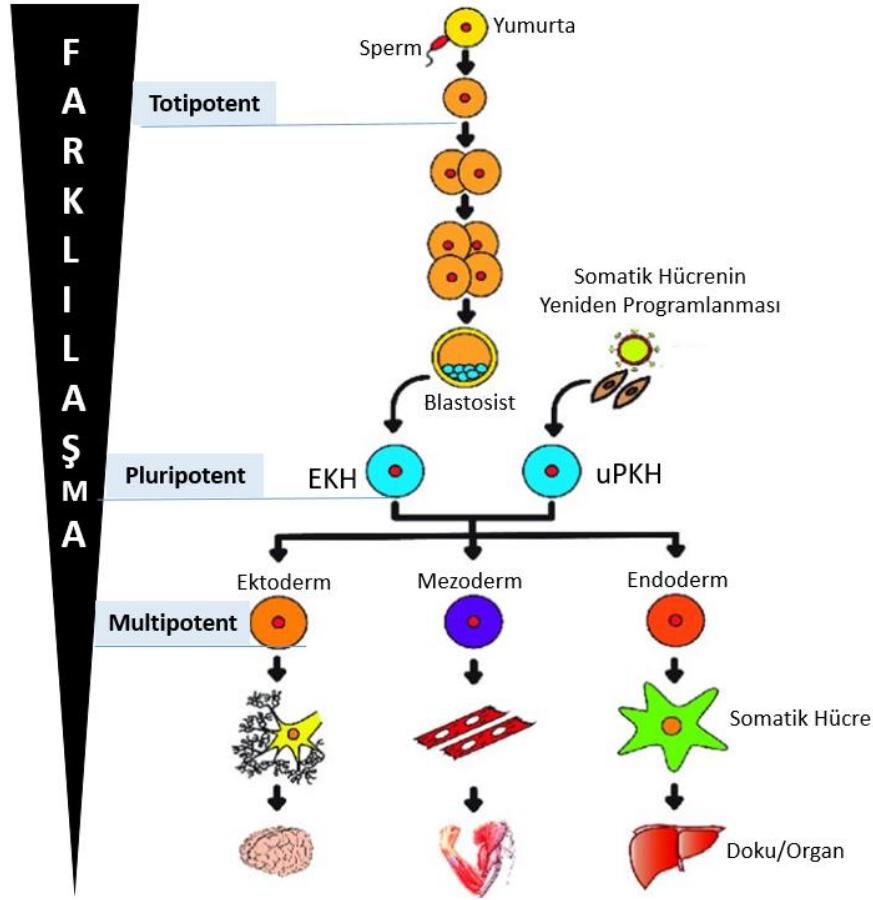 FARKLILAŞMA
Yumurta
Sperm
Totipotent
Somatik Hücrenin
Yeniden Programlanması
Blastosist
Pluripotent
EKH
uPKH
Ektoderm
Mezoderm
Endoderm
Multipotent
Somatik Hücre
Doku/Organ